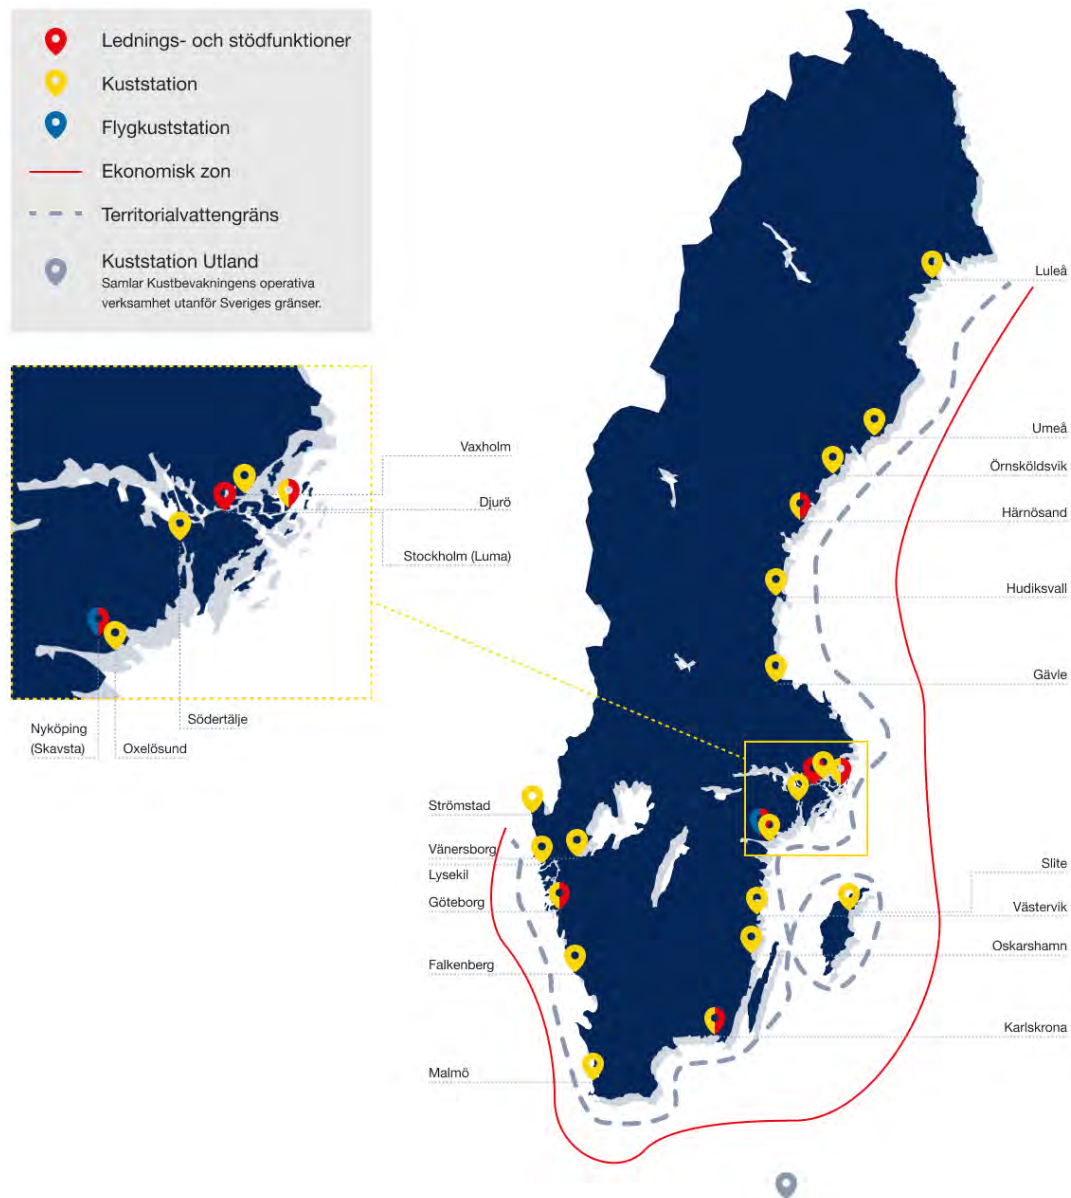 Lednings- och stödfunktioner
Kuststation
Flygkuststation
Ekonomisk zon
Territorialvattengräns
Kuststation Utland
Samlar Kustbevakningens operativa
verksamhet utanför Sveriges gränser.
Vaxholm
Djurö
Stockholm (Luma)
Södertälje
Nyköping
(Skavsta)
Oxelösund
Luleå
Umeå
Örnsköldsvik
Härnösand
Hudiksvall
Gävle
Strömstad
Vänersborg
Lysekil
Göteborg
Falkenberg
Malmö
Slite
Västervik
Oskarshamn
Karlskrona